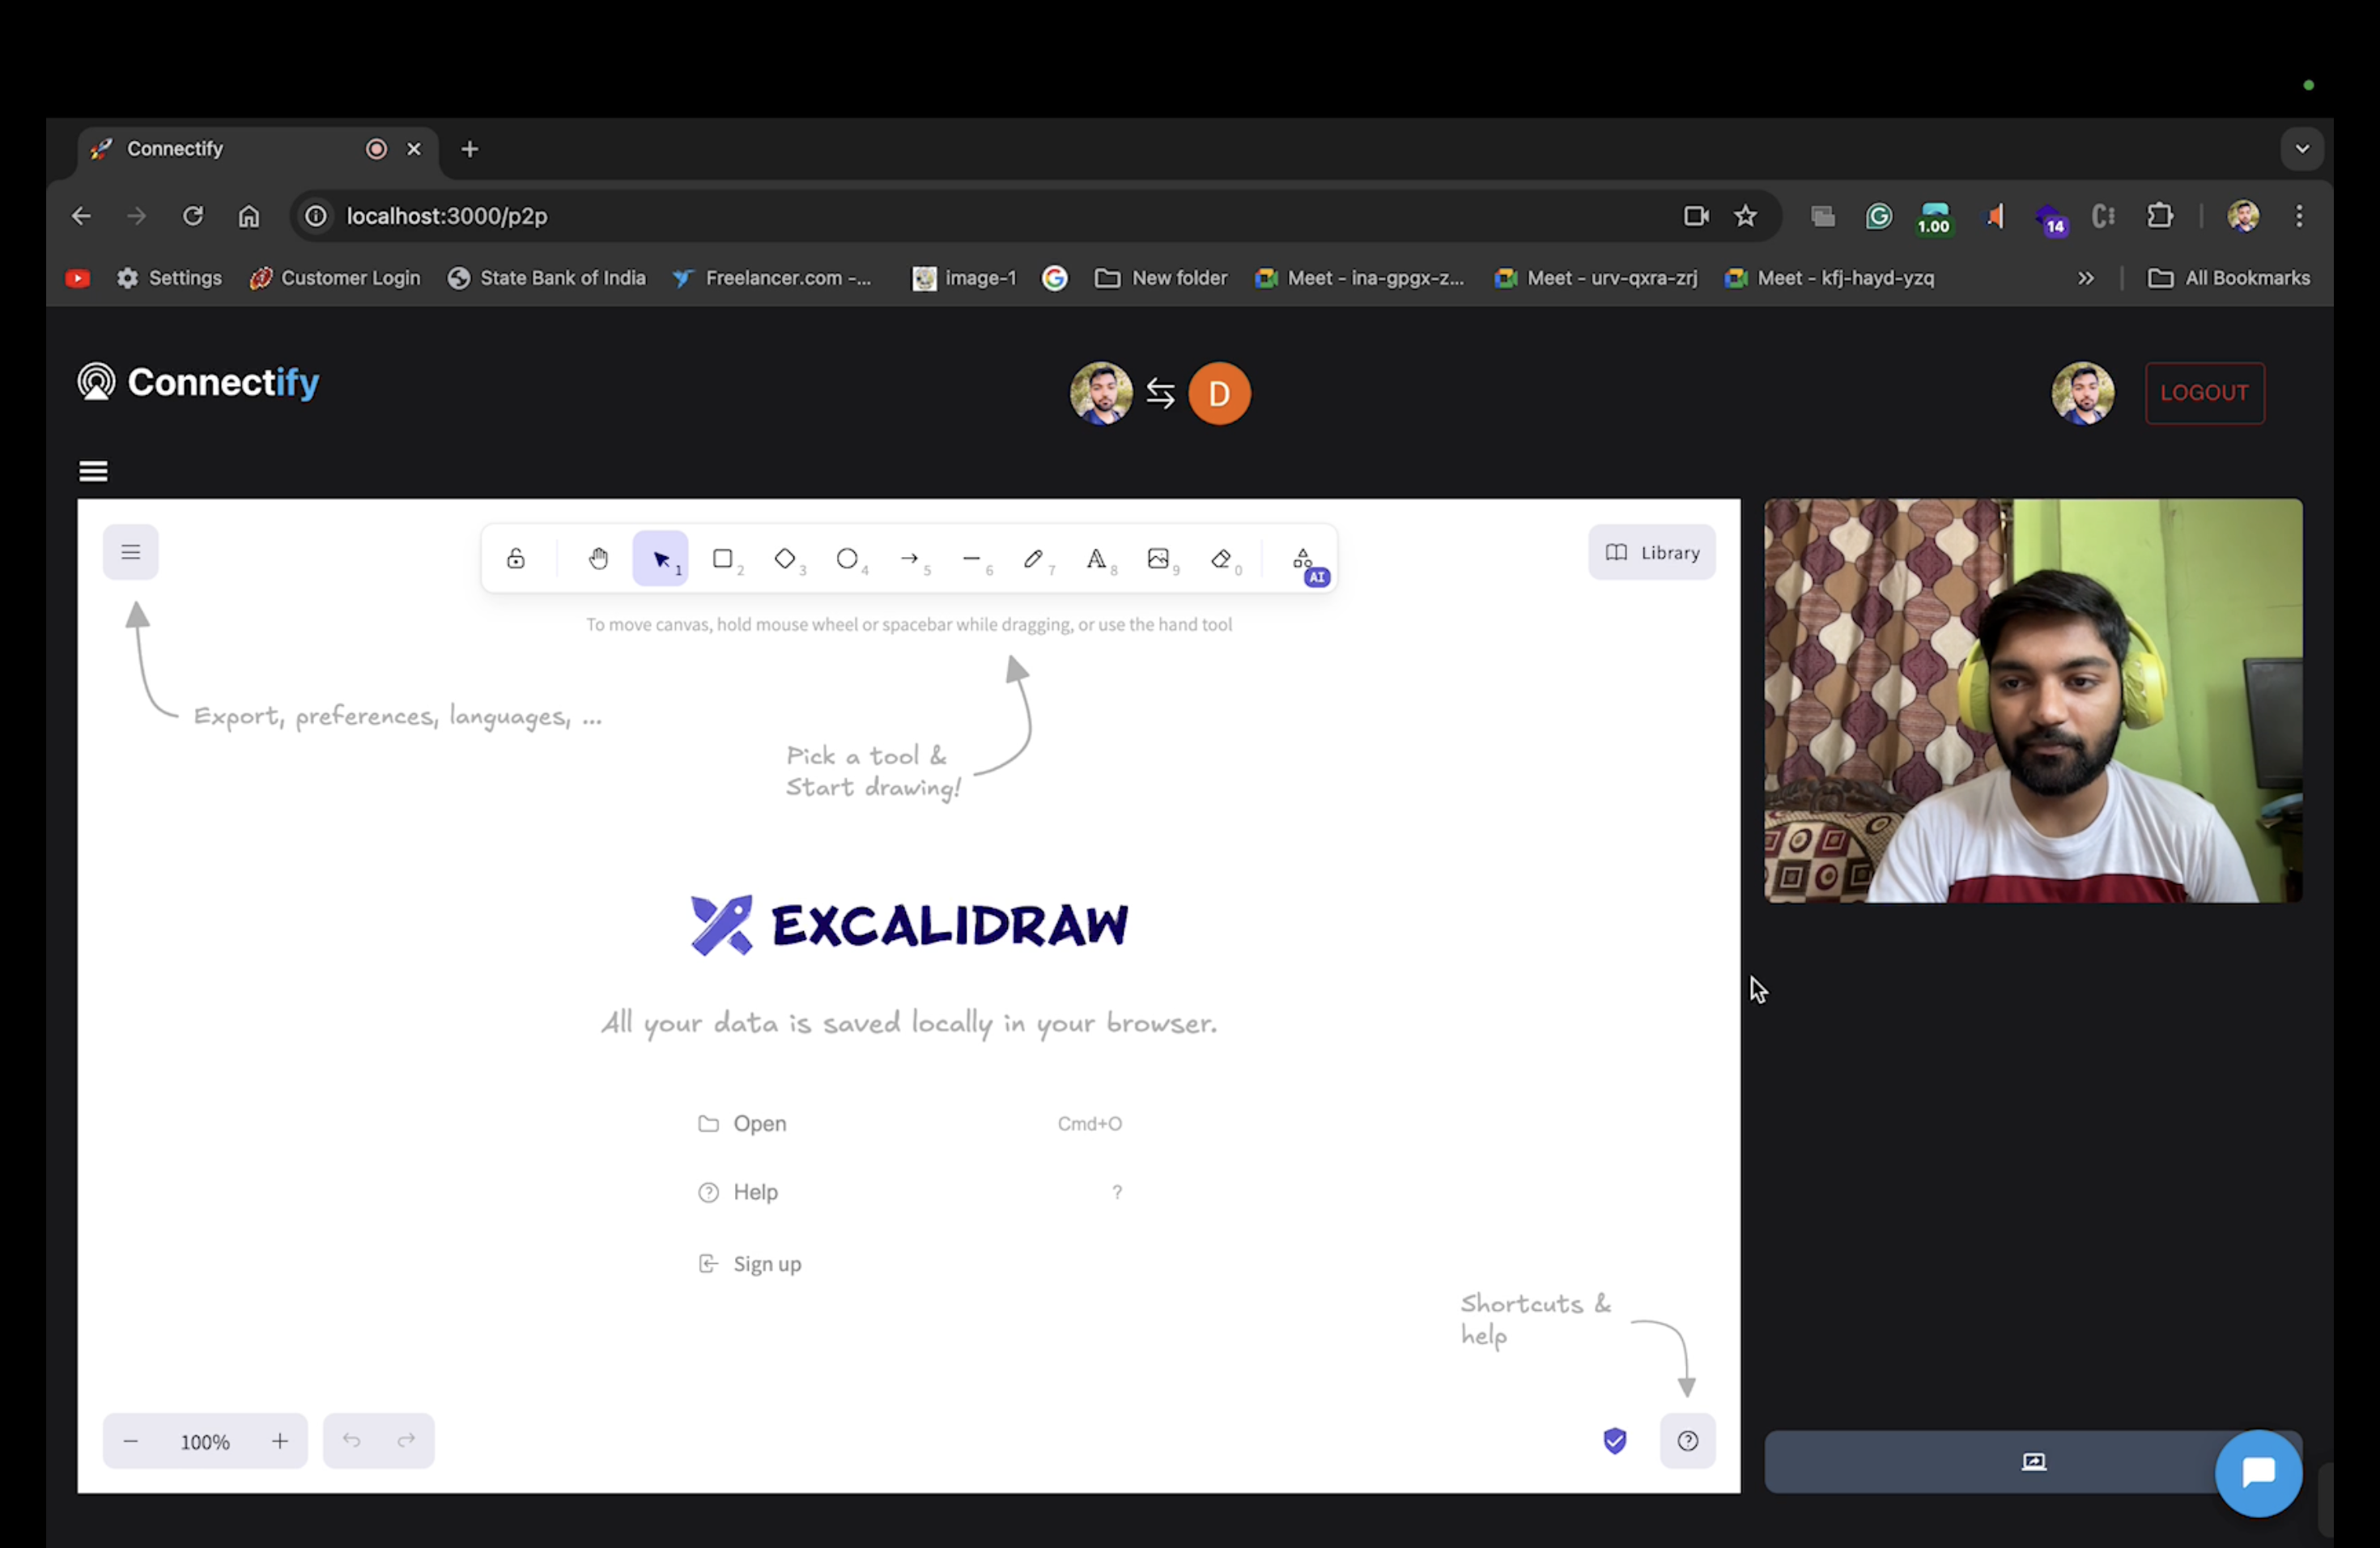 Connectify
localhost:3000/p2p
1.00
14
Settings
Customer Login
State Bank of India
Freelancer.com -...
image-1
New folder
Meet - ina-gpgx-z...
Meet - urv-qxra-zrj
Meet - kfj-hayd-yzq
All Bookmarks
Connectify
D
LOGOUT
1
2
3
4
5
6
7
8
9
0
AI
Library
To move canvas, hold mouse wheel or spacebar while dragging, or use the hand tool
Export, preferences, languages, ...
Pick a tool &
Start drawing!
EXCALIDRAW
All your data is saved locally in your browser.
Open Cmd+O
Help ?
Sign up
Shortcuts &
help
100%